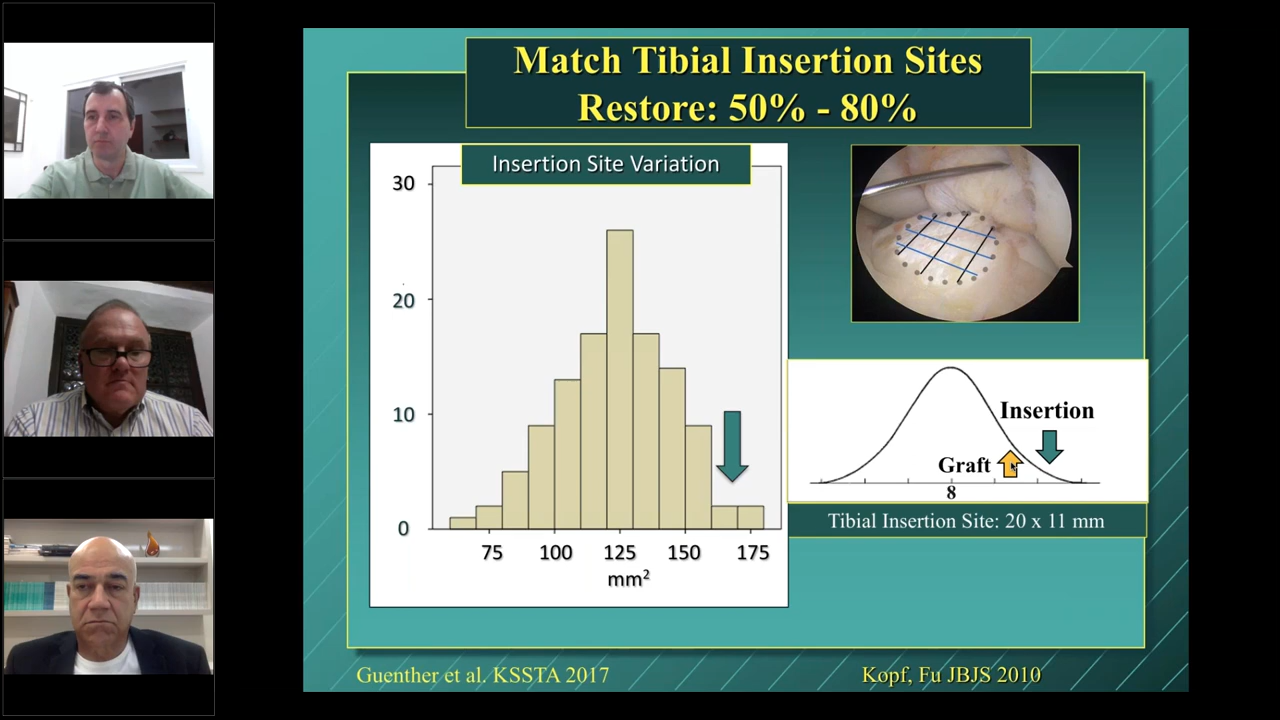 Match Tibial Insertion Sites
Restore: 50% - 80%
Insertion Site Variation
30
20
10
0
75 100 125 150 175
mm²
Insertion
Graft
8
Tibial Insertion Site: 20 x 11 mm
Guenther et al. KSSTA 2017
Kopf, Fu JBJS 2010